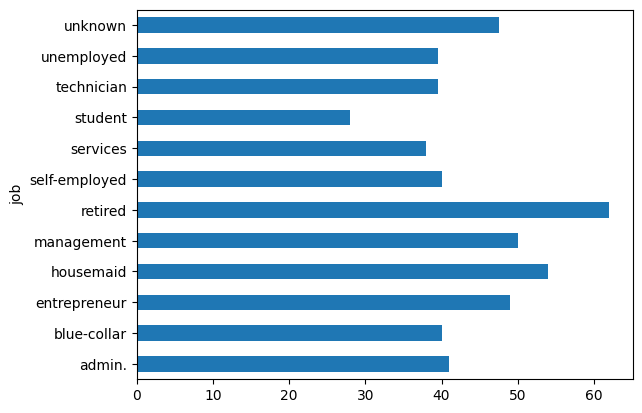 unknown
unemployed
technician
student
services
self-employed
retired
management
housemaid
entrepreneur
blue-collar
admin.
job
0 10 20 30 40 50 60